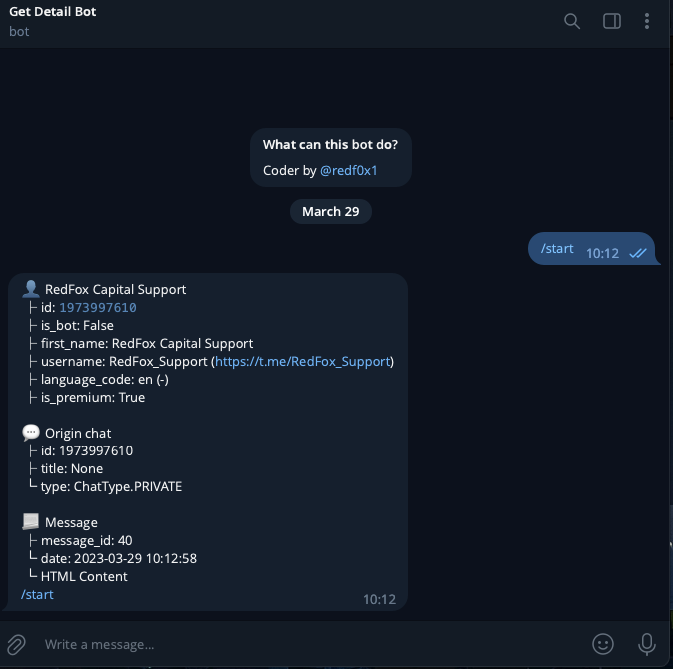 Get Detail Bot
bot
What can this bot do?
Coder by @redf0x1
March 29
/start 10:12
RedFox Capital Support
├ id: 1973997610
├ is_bot: False
├ first_name: RedFox Capital Support
├ username: RedFox_Support (https://t.me/RedFox_Support)
├ language_code: en (-)
├ is_premium: True
Origin chat
├ id: 1973997610
├ title: None
└ type: ChatType.PRIVATE
Message
├ message_id: 40
└ date: 2023-03-29 10:12:58
└ HTML Content
/start 10:12
Write a message...